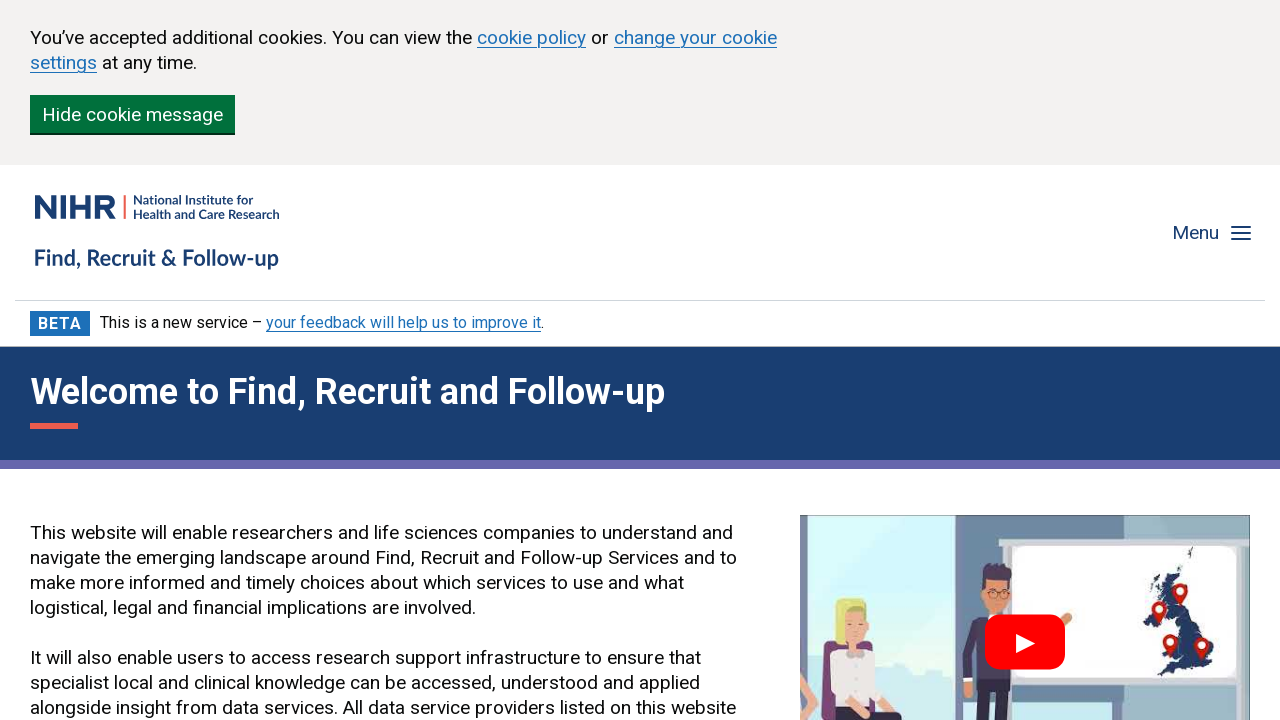 You’ve accepted additional cookies. You can view the cookie policy or change your cookie
settings at any time.
Hide cookie message
NIHR | National Institute for
Health and Care Research
Find, Recruit & Follow-up
Menu
BETA This is a new service – your feedback will help us to improve it.
Welcome to Find, Recruit and Follow-up
This website will enable researchers and life sciences companies to understand and
navigate the emerging landscape around Find, Recruit and Follow-up Services and to
make more informed and timely choices about which services to use and what
logistical, legal and financial implications are involved.
It will also enable users to access research support infrastructure to ensure that
specialist local and clinical knowledge can be accessed, understood and applied
alongside insight from data services. All data service providers listed on this website